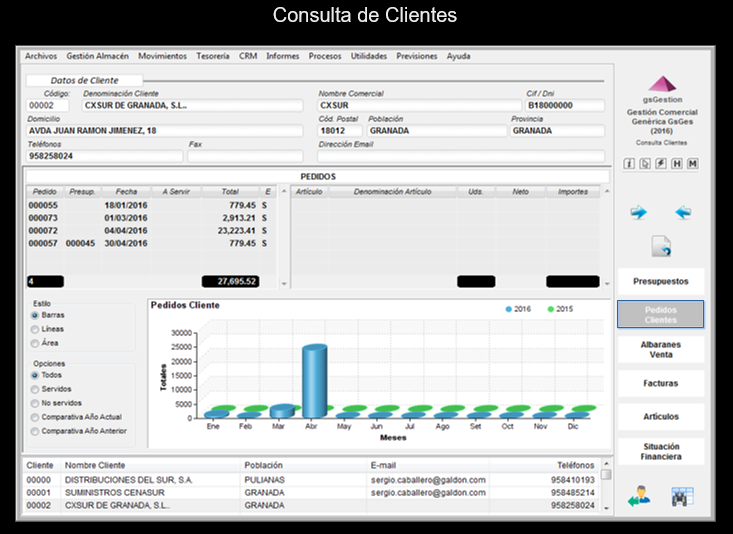 Consulta de Clientes
Archivos Gestión Almacén Movimientos Tesorería CRM Informes Procesos Utilidades Previsiones Ayuda
Datos de Cliente
Código: Denominación Cliente Nombre Comercial Cif / Dni
00002 CXSUR DE GRANADA, S.L.. CXSUR B18000000
Domicilio Cód. Postal Población Provincia
AVDA JUAN RAMON JIMENEZ, 18 18012 GRANADA GRANADA
Teléfonos Fax Dirección Email
958258024
gsGestion
Gestión Comercial
Genérica GsGes
(2016)
Consulta Clientes
i H M
PEDIDOS
Pedido Presup. Fecha A Servir Total E Artículo Denominación Artículo Uds. Neto Importes
000055 18/01/2016 779.45 S
000073 01/03/2016 2,913.21 S
000072 04/04/2016 23,223.41 S
000057 000045 30/04/2016 779.45 S
4 27,695.52
Presupuestos
Pedidos
Clientes
Albaranes
Venta
Facturas
Artículos
Situación
Financiera
Estilo
Barras
Líneas
Área
Opciones
Todos
Servidos
No servidos
Comparativa Año Actual
Comparativa Año Anterior
Pedidos Cliente
2016 2015
Totales
30000
25000
20000
15000
10000
5000
0
Ene Feb Mar Abr May Jun Jul Ago Set Oct Nov Dic
Meses
Cliente Nombre Cliente Población E-mail Teléfonos
00000 DISTRIBUCIONES DEL SUR, S.A. PULIANAS sergio.caballero@galdon.com 958410193
00001 SUMINISTROS CENASUR GRANADA sergio.caballero@galdon.com 958485214
00002 CXSUR DE GRANADA, S.L.. GRANADA 958258024